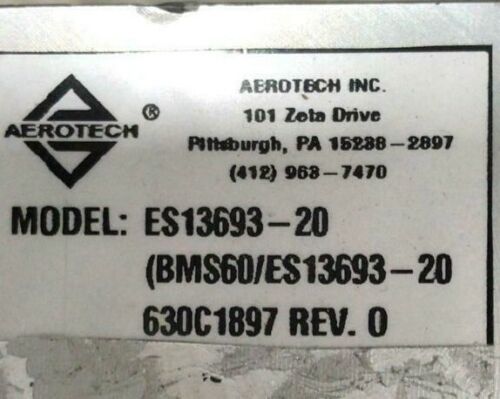 AEROTECH ®
AEROTECH INC.
101 Zeta Drive
Pittsburgh, PA 15238-2897
(412) 963-7470
MODEL: ES13693-20
(BMS60/ES13693-20
630C1897 REV. 0